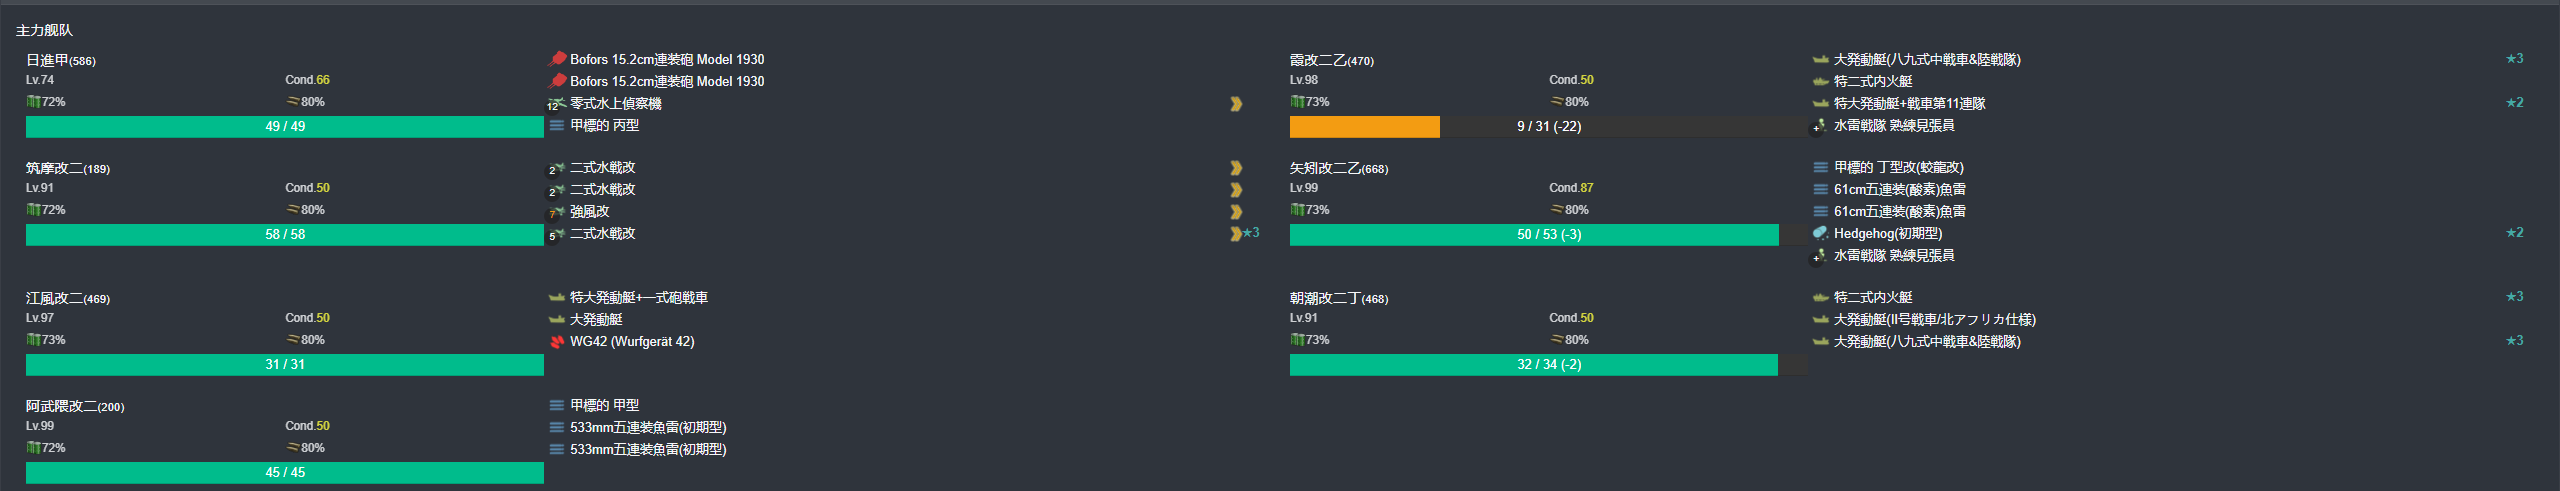 主力舰队
日進甲(586)
Lv.74 Cond.66
72% 80%
49 / 49
Bofors 15.2cm連装砲 Model 1930
Bofors 15.2cm連装砲 Model 1930
12 零式水上偵察機
甲標的 丙型
霞改二乙(470)
Lv.98 Cond.50
73% 80%
9 / 31 (-22)
大発動艇(八九式中戦車&陸戦隊) ★3
特二式内火艇
特大発動艇+戦車第11連隊 ★2
水雷戦隊 熟練見張員
筑摩改二(189)
Lv.91 Cond.50
72% 80%
58 / 58
2 二式水戦改
2 二式水戦改
7 強風改
5 二式水戦改 ★3
矢矧改二乙(668)
Lv.99 Cond.87
73% 80%
50 / 53 (-3)
甲標的 丁型改(蛟龍改)
61cm五連装(酸素)魚雷
61cm五連装(酸素)魚雷
Hedgehog(初期型) ★2
水雷戦隊 熟練見張員
江風改二(469)
Lv.97 Cond.50
73% 80%
31 / 31
特大発動艇+一式砲戦車
大発動艇
WG42 (Wurfgerät 42)
朝潮改二丁(468)
Lv.91 Cond.50
73% 80%
32 / 34 (-2)
特二式内火艇 ★3
大発動艇(II号戦車/北アフリカ仕様)
大発動艇(八九式中戦車&陸戦隊) ★3
阿武隈改二(200)
Lv.99 Cond.50
72% 80%
45 / 45
甲標的 甲型
533mm五連装魚雷(初期型)
533mm五連装魚雷(初期型)